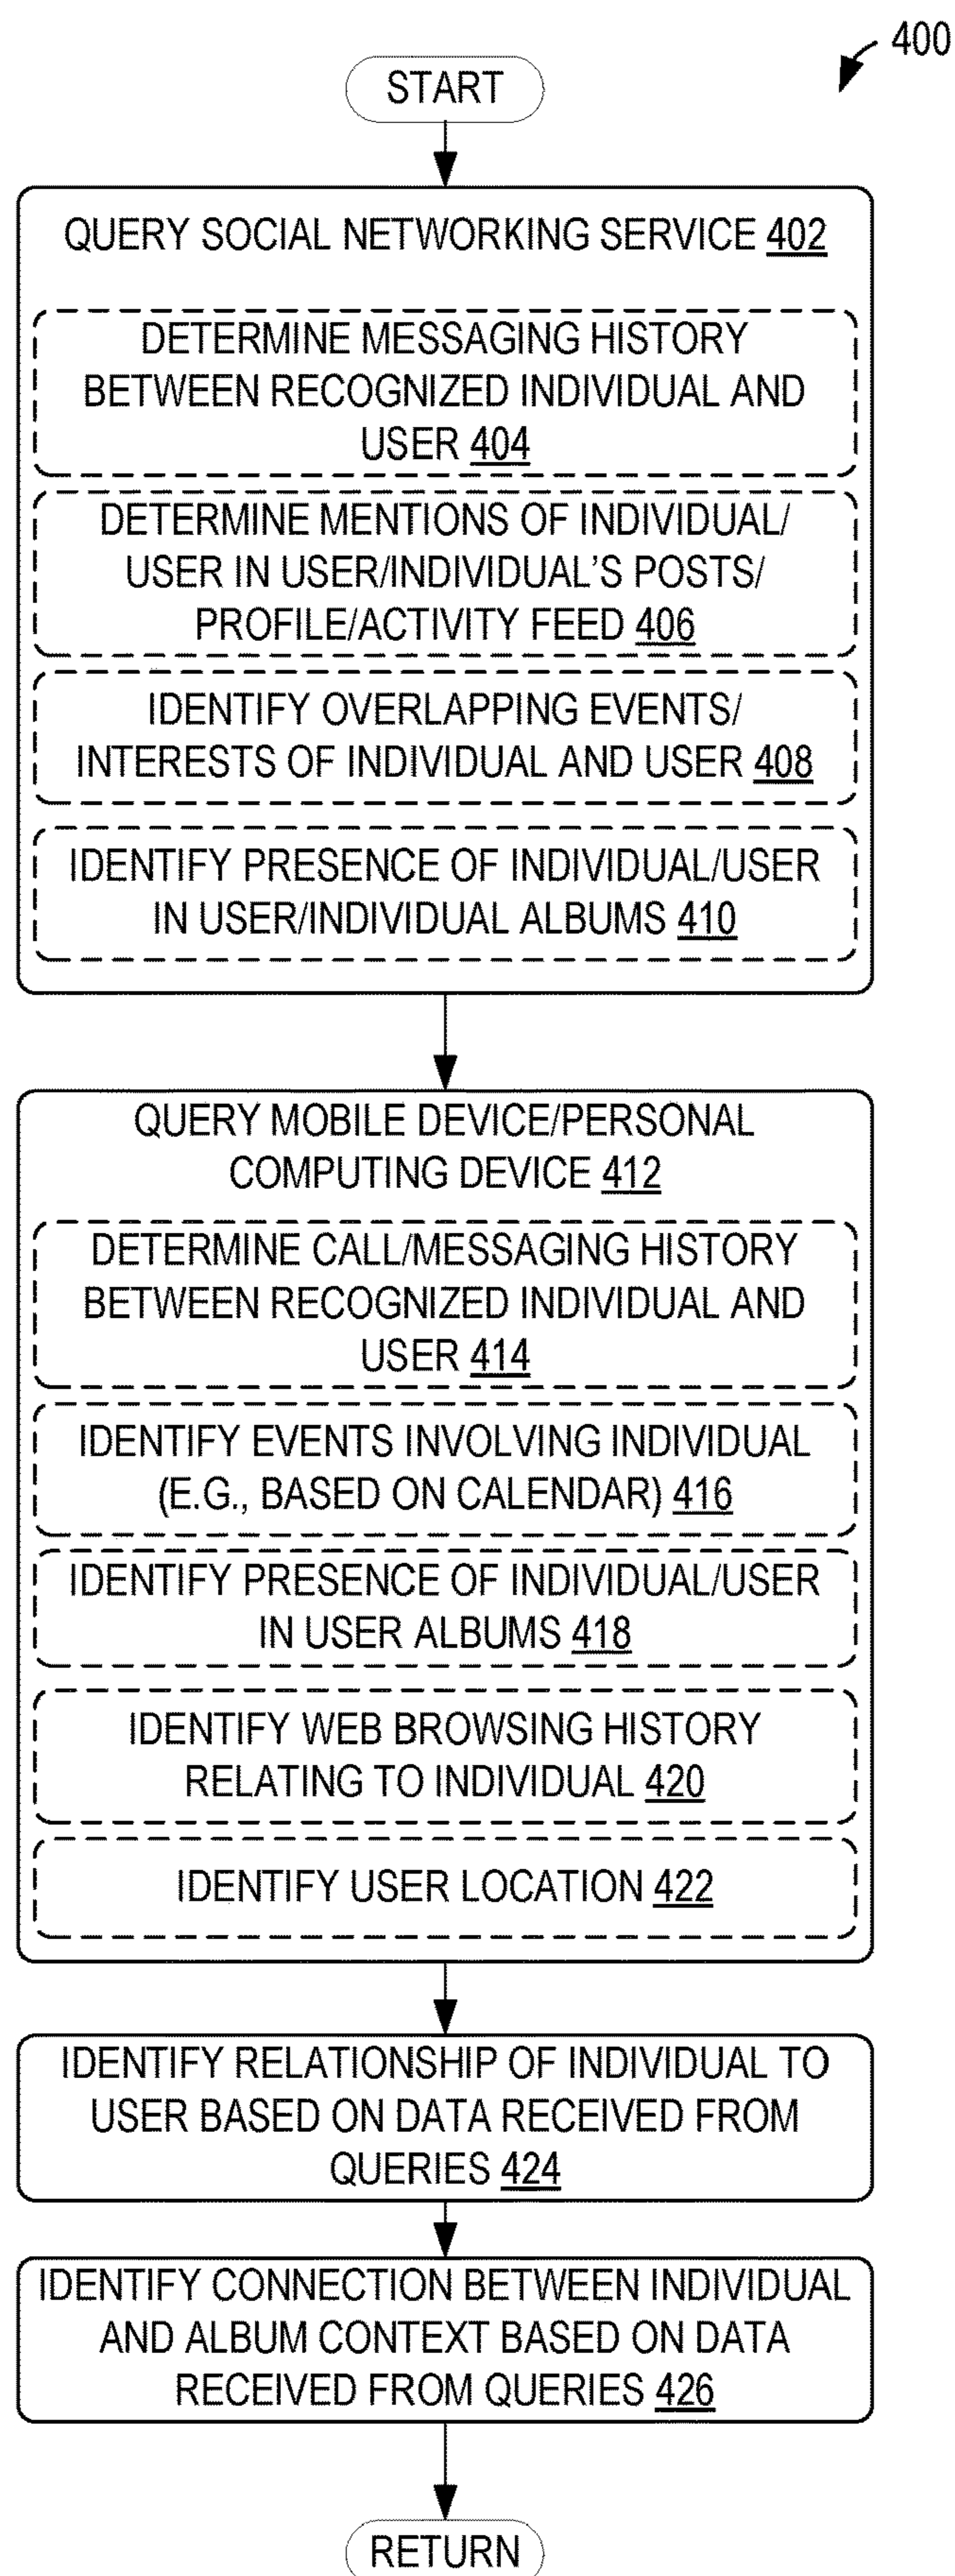 400
START
QUERY SOCIAL NETWORKING SERVICE 402
DETERMINE MESSAGING HISTORY
BETWEEN RECOGNIZED INDIVIDUAL AND
USER 404
DETERMINE MENTIONS OF INDIVIDUAL/
USER IN USER/INDIVIDUAL'S POSTS/
PROFILE/ACTIVITY FEED 406
IDENTIFY OVERLAPPING EVENTS/
INTERESTS OF INDIVIDUAL AND USER 408
IDENTIFY PRESENCE OF INDIVIDUAL/USER
IN USER/INDIVIDUAL ALBUMS 410
QUERY MOBILE DEVICE/PERSONAL
COMPUTING DEVICE 412
DETERMINE CALL/MESSAGING HISTORY
BETWEEN RECOGNIZED INDIVIDUAL AND
USER 414
IDENTIFY EVENTS INVOLVING INDIVIDUAL
(E.G., BASED ON CALENDAR) 416
IDENTIFY PRESENCE OF INDIVIDUAL/USER
IN USER ALBUMS 418
IDENTIFY WEB BROWSING HISTORY
RELATING TO INDIVIDUAL 420
IDENTIFY USER LOCATION 422
IDENTIFY RELATIONSHIP OF INDIVIDUAL TO
USER BASED ON DATA RECEIVED FROM
QUERIES 424
IDENTIFY CONNECTION BETWEEN INDIVIDUAL
AND ALBUM CONTEXT BASED ON DATA
RECEIVED FROM QUERIES 426
RETURN